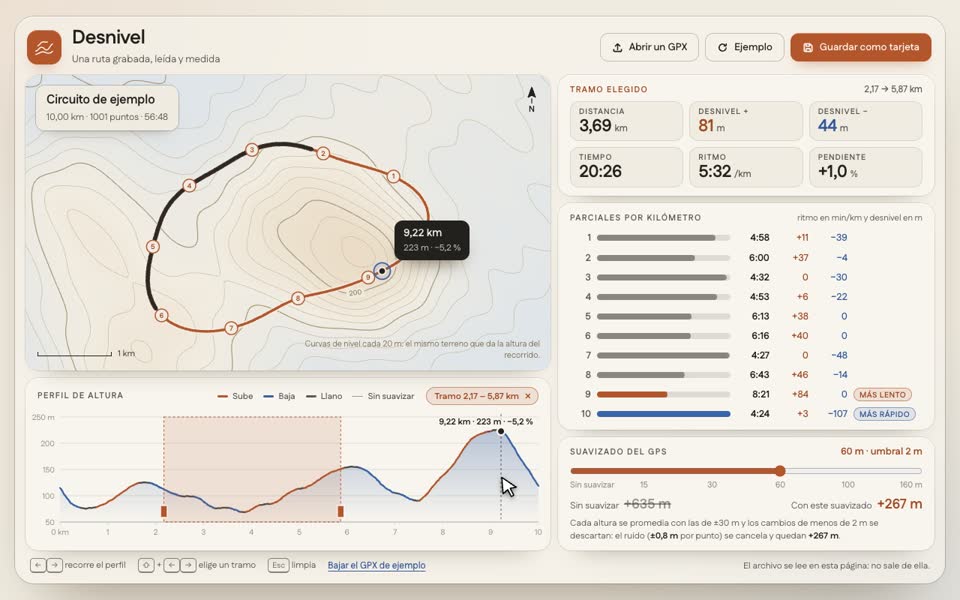 Desnivel
Una ruta grabada, leída y medida
Abrir un GPX
Ejemplo
Guardar como tarjeta
Circuito de ejemplo
10,00 km · 1001 puntos · 56:48
N
3
2
1
4
5
9,22 km
223 m · −5,2 %
9
8
200
6
7
1 km
Curvas de nivel cada 20 m: el mismo terreno que da la altura del
recorrido.
TRAMO ELEGIDO
2,17 → 5,87 km
DISTANCIA
3,69 km
DESNIVEL +
81 m
DESNIVEL −
44 m
TIEMPO
20:26
RITMO
5:32 /km
PENDIENTE
+1,0 %
PARCIALES POR KILÓMETRO
ritmo en min/km y desnivel en m
1 4:58 +11 −39
2 6:00 +37 −4
3 4:32 0 −30
4 4:53 +6 −22
5 6:13 +38 0
6 6:16 +40 0
7 4:27 0 −48
8 6:43 +46 −14
9 8:21 +84 0 MÁS LENTO
10 4:24 +3 −107 MÁS RÁPIDO
PERFIL DE ALTURA
Sube
Baja
Llano
Sin suavizar
Tramo 2,17 – 5,87 km ×
9,22 km · 223 m · −5,2 %
250 m
200
150
100
50
0 km 1 2 3 4 5 6 7 8 9 10
SUAVIZADO DEL GPS
60 m · umbral 2 m
Sin suavizar 15 30 60 100 160 m
Sin suavizar +635 m
Con este suavizado +267 m
Cada altura se promedia con las de ±30 m y los cambios de menos de 2 m se
descartan: el ruido (±0,8 m por punto) se cancela y quedan +267 m.
← → recorre el perfil
⇧ + ← → elige un tramo
Esc limpia
Bajar el GPX de ejemplo
El archivo se lee en esta página: no sale de ella.